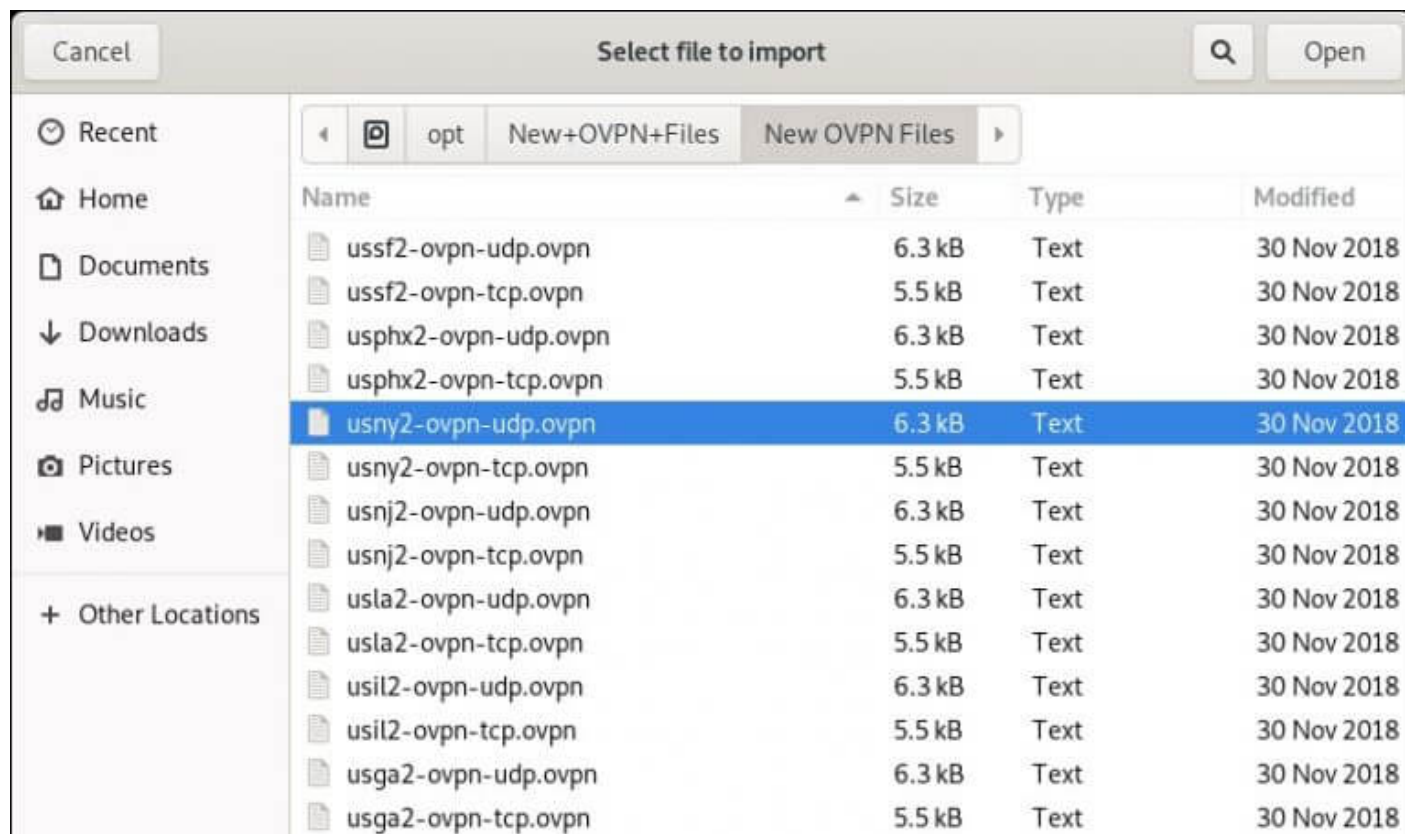 Cancel Select file to import Open
Recent
Home
Documents
Downloads
Music
Pictures
Videos
+ Other Locations
opt New+OVPN+Files New OVPN Files
Name Size Type Modified
ussf2-ovpn-udp.ovpn 6.3 kB Text 30 Nov 2018
ussf2-ovpn-tcp.ovpn 5.5 kB Text 30 Nov 2018
usphx2-ovpn-udp.ovpn 6.3 kB Text 30 Nov 2018
usphx2-ovpn-tcp.ovpn 5.5 kB Text 30 Nov 2018
usny2-ovpn-udp.ovpn 6.3 kB Text 30 Nov 2018
usny2-ovpn-tcp.ovpn 5.5 kB Text 30 Nov 2018
usnj2-ovpn-udp.ovpn 6.3 kB Text 30 Nov 2018
usnj2-ovpn-tcp.ovpn 5.5 kB Text 30 Nov 2018
usla2-ovpn-udp.ovpn 6.3 kB Text 30 Nov 2018
usla2-ovpn-tcp.ovpn 5.5 kB Text 30 Nov 2018
usil2-ovpn-udp.ovpn 6.3 kB Text 30 Nov 2018
usil2-ovpn-tcp.ovpn 5.5 kB Text 30 Nov 2018
usga2-ovpn-udp.ovpn 6.3 kB Text 30 Nov 2018
usga2-ovpn-tcp.ovpn 5.5 kB Text 30 Nov 2018